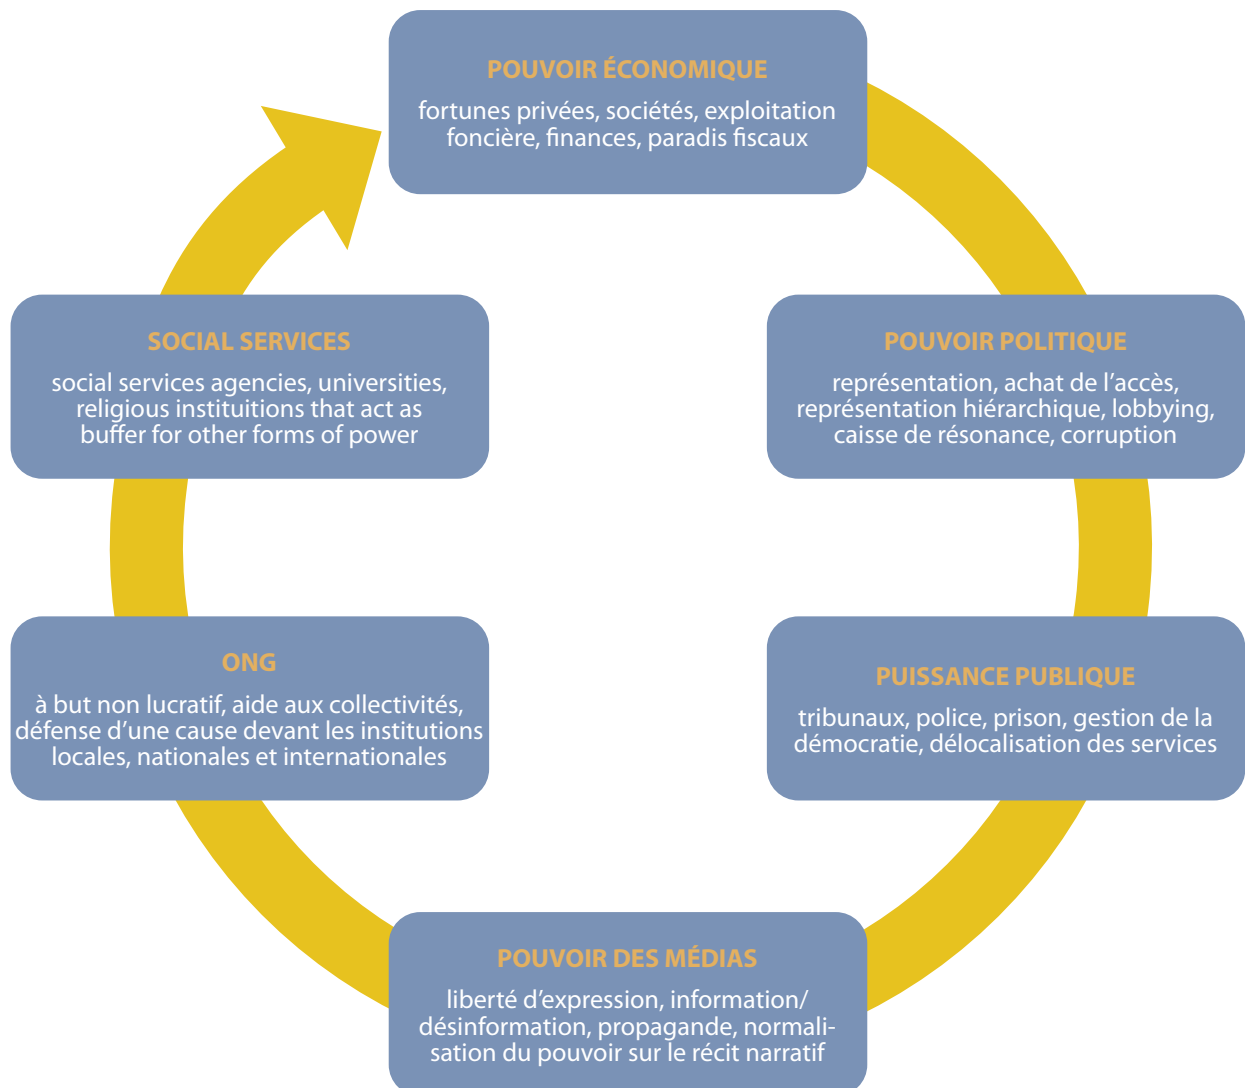 POUVOIR ÉCONOMIQUE
fortunes privées, sociétés, exploitation
foncière, finances, paradis fiscaux
POUVOIR POLITIQUE
représentation, achat de l’accès,
représentation hiérarchique, lobbying,
caisse de résonance, corruption
PUISSANCE PUBLIQUE
tribunaux, police, prison, gestion de la
démocratie, délocalisation des services
POUVOIR DES MÉDIAS
liberté d’expression, information/
désinformation, propagande, normali-
sation du pouvoir sur le récit narratif
ONG
à but non lucratif, aide aux collectivités,
défense d’une cause devant les institutions
locales, nationales et internationales
SOCIAL SERVICES
social services agencies, universities,
religious instituitions that act as
buffer for other forms of power